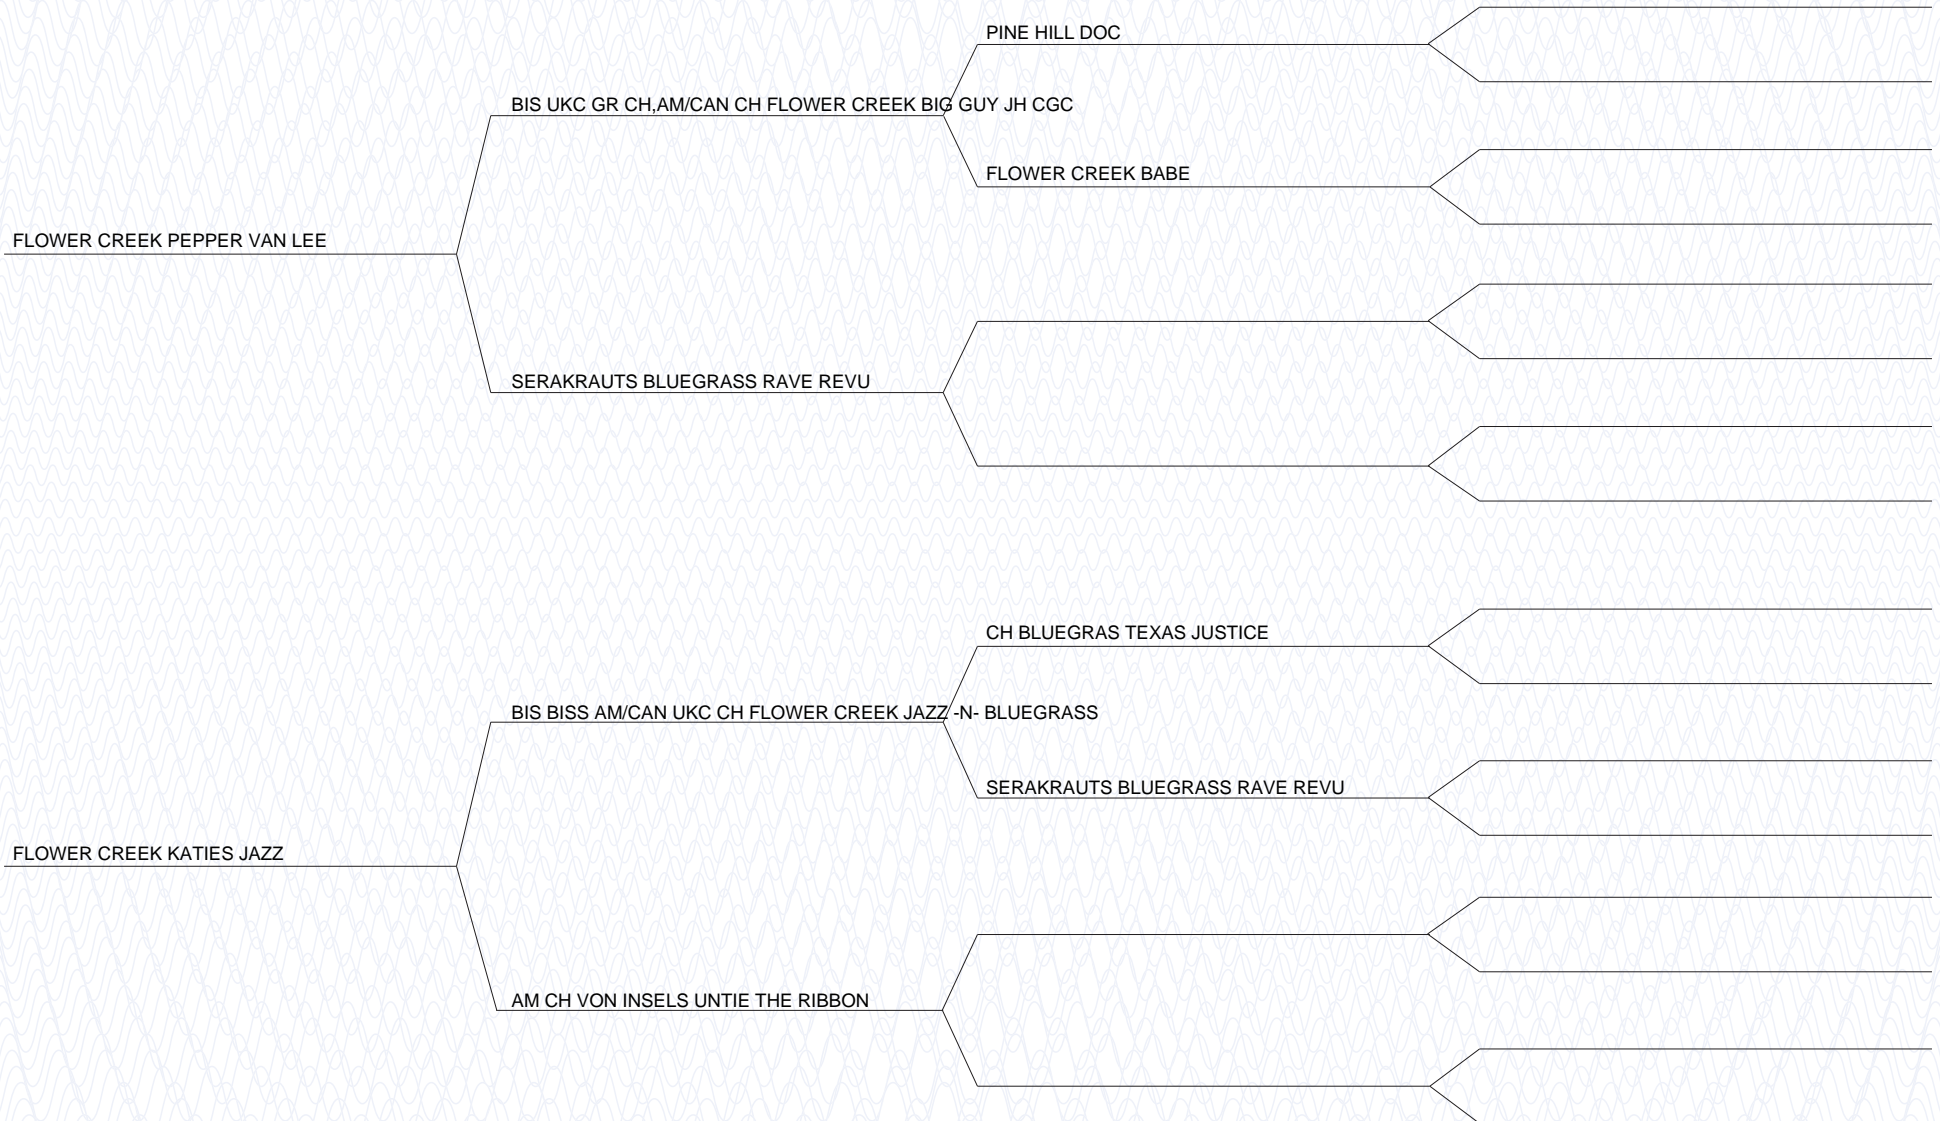 PINE HILL DOC
BIS UKC GR CH,AM/CAN CH FLOWER CREEK BIG GUY JH CGC
FLOWER CREEK BABE
FLOWER CREEK PEPPER VAN LEE
SERAKRAUTS BLUEGRASS RAVE REVU
CH BLUEGRAS TEXAS JUSTICE
BIS BISS AM/CAN UKC CH FLOWER CREEK JAZZ -N- BLUEGRASS
SERAKRAUTS BLUEGRASS RAVE REVU
FLOWER CREEK KATIES JAZZ
AM CH VON INSELS UNTIE THE RIBBON